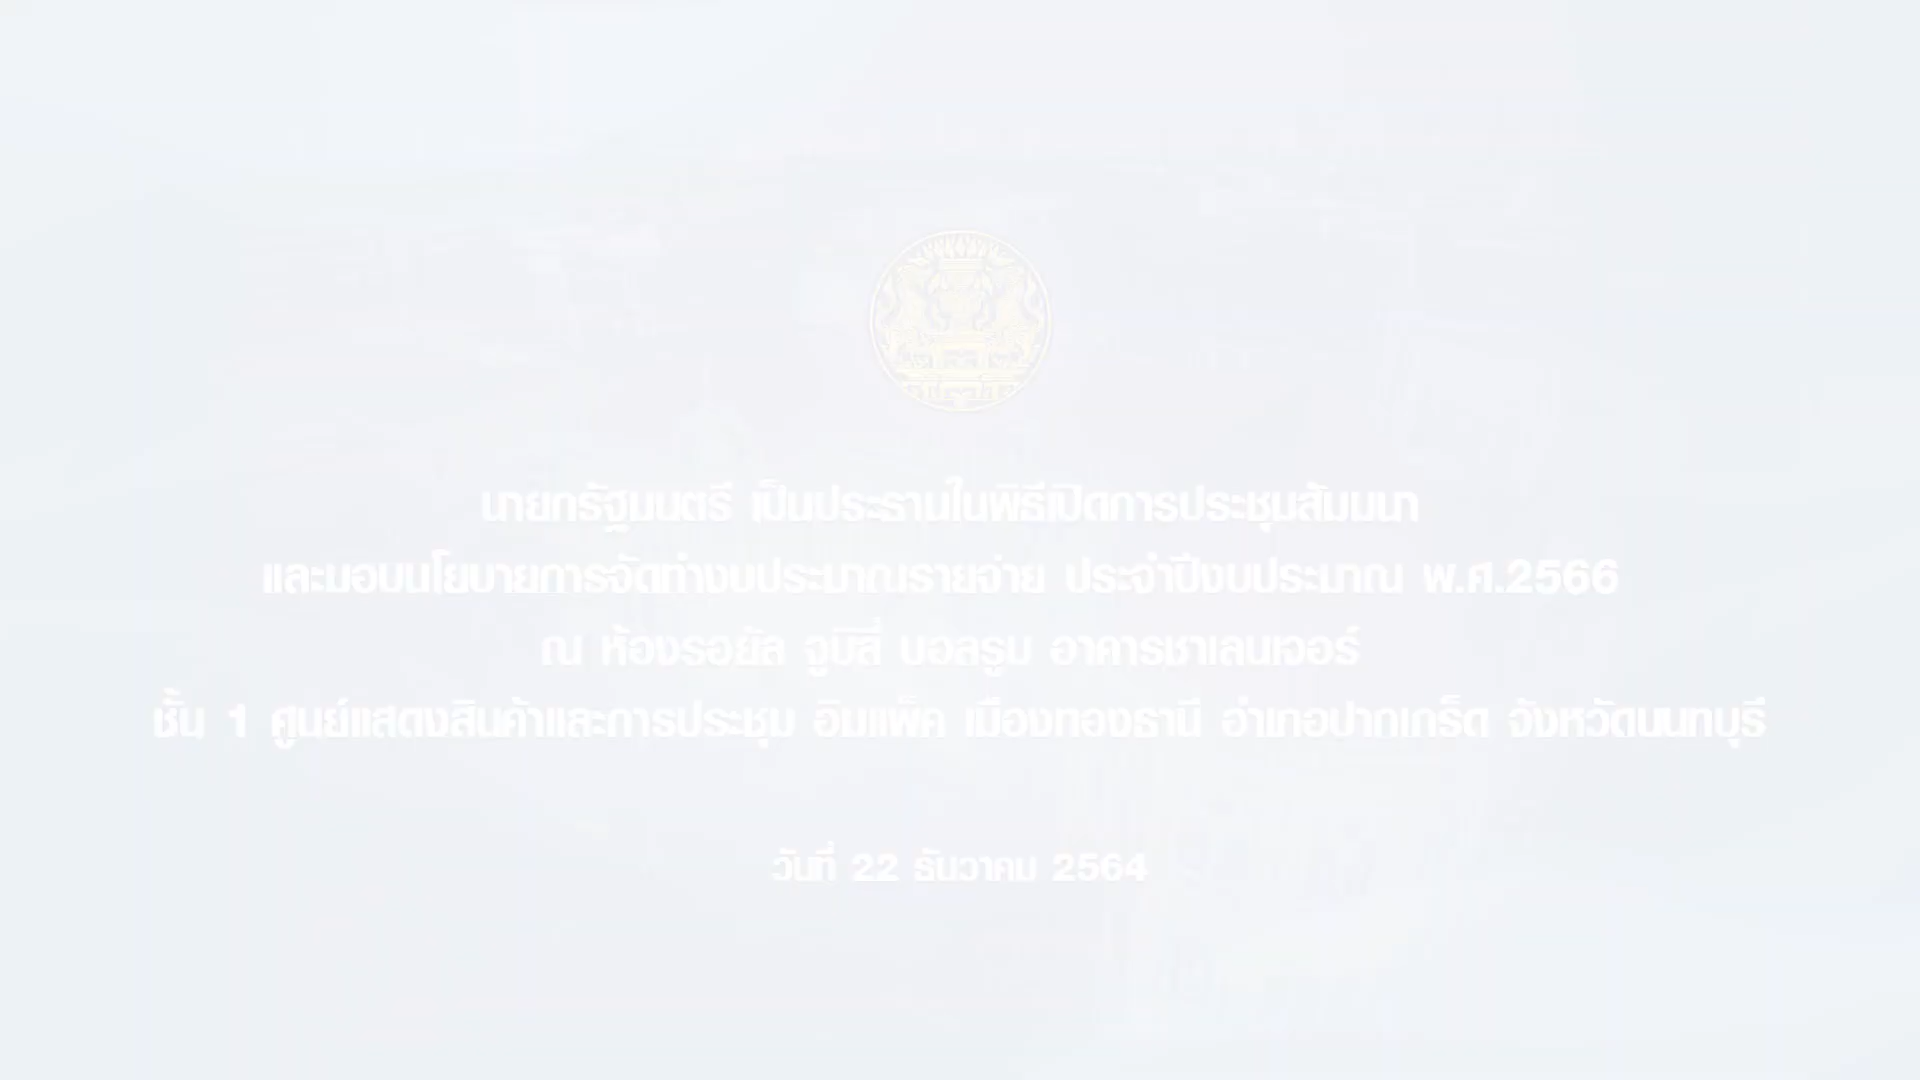 นายกรัฐมนตรี เป็นประธานในพิธีเปิดการประชุมสัมมนา
และมอบนโยบายการจัดทำงบประมาณรายจ่าย ประจำปีงบประมาณ พ.ศ.2566
ณ ห้องรอยัล จูบิลี่ บอลรูม อาคารชาเลนเจอร์
ชั้น 1 ศูนย์แสดงสินค้าและการประชุม อิมแพ็ค เมืองทองธานี อำเภอปากเกร็ด จังหวัดนนทบุรี
วันที่ 22 ธันวาคม 2564